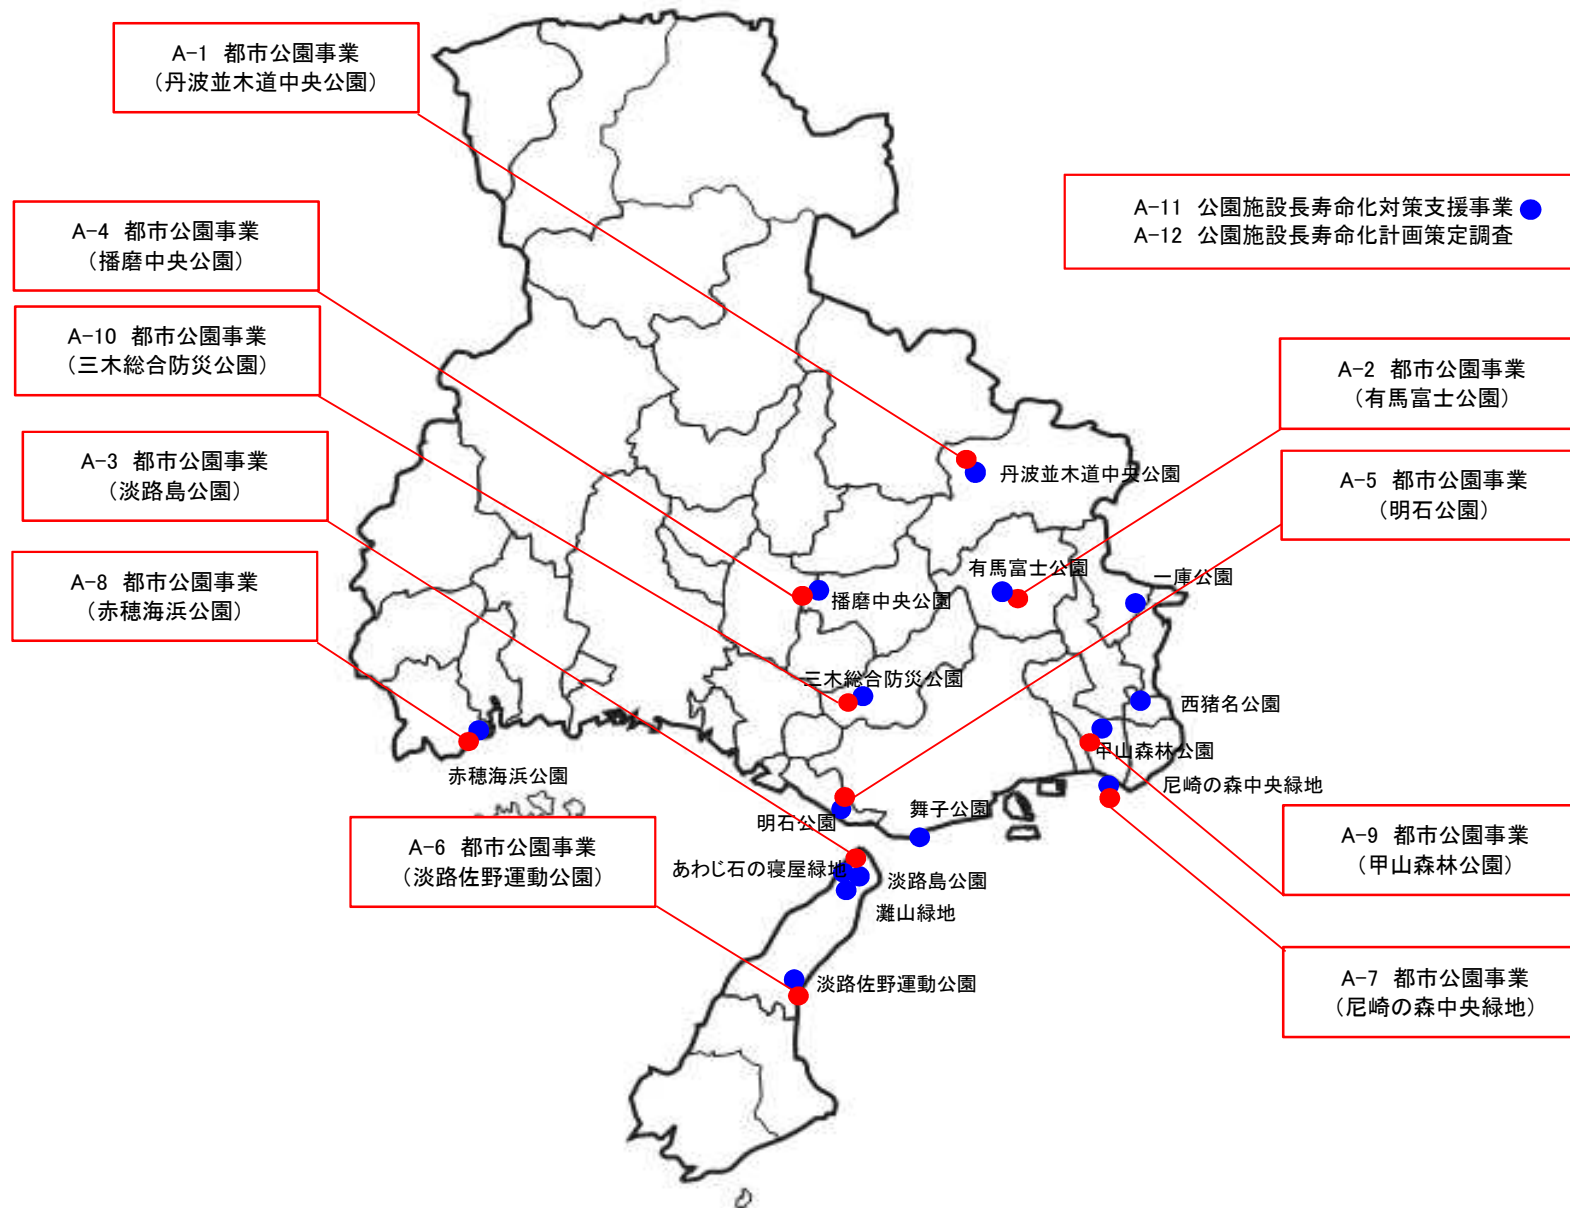 A-1 都市公園事業
(丹波並木道中央公園)
A-4 都市公園事業
(播磨中央公園)
A-11 公園施設長寿命化対策支援事業
A-12 公園施設長寿命化計画策定調査
A-10 都市公園事業
(三木総合防災公園)
A-2 都市公園事業
(有馬富士公園)
A-3 都市公園事業
(淡路島公園)
A-5 都市公園事業
(明石公園)
A-8 都市公園事業
(赤穂海浜公園)
丹波並木道中央公園
有馬富士公園
一庫公園
播磨中央公園
三木総合防災公園
西猪名公園
甲山森林公園
赤穂海浜公園
尼崎の森中央緑地
明石公園
舞子公園
A-6 都市公園事業
(淡路佐野運動公園)
あわじ石の寝屋緑地
淡路島公園
灘山緑地
淡路佐野運動公園
A-9 都市公園事業
(甲山森林公園)
A-7 都市公園事業
(尼崎の森中央緑地)